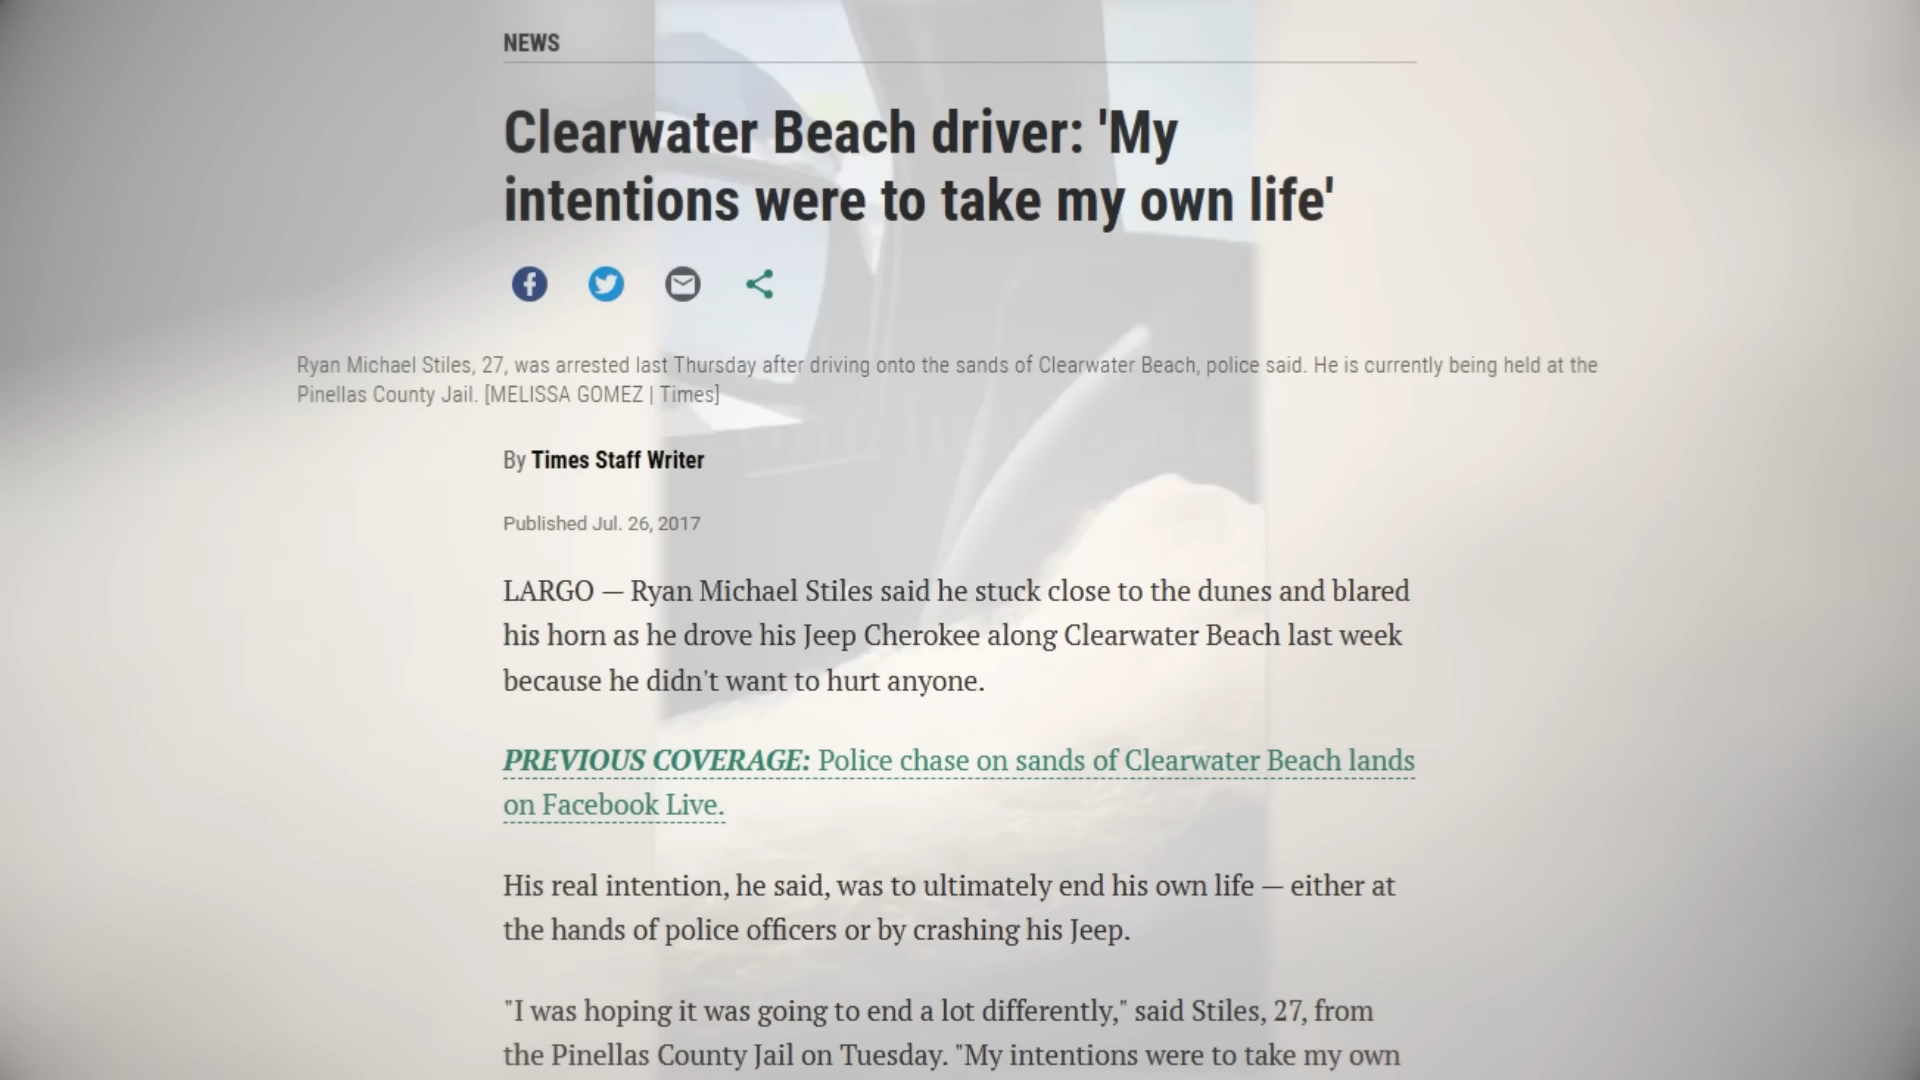 NEWS
Clearwater Beach driver: 'My
intentions were to take my own life'
Ryan Michael Stiles, 27, was arrested last Thursday after driving onto the sands of Clearwater Beach, police said. He is currently being held at the
Pinellas County Jail. [MELISSA GOMEZ | Times]
By Times Staff Writer
Published Jul. 26, 2017
LARGO — Ryan Michael Stiles said he stuck close to the dunes and blared
his horn as he drove his Jeep Cherokee along Clearwater Beach last week
because he didn't want to hurt anyone.
PREVIOUS COVERAGE: Police chase on sands of Clearwater Beach lands
on Facebook Live.
His real intention, he said, was to ultimately end his own life — either at
the hands of police officers or by crashing his Jeep.
"I was hoping it was going to end a lot differently," said Stiles, 27, from
the Pinellas County Jail on Tuesday. "My intentions were to take my own